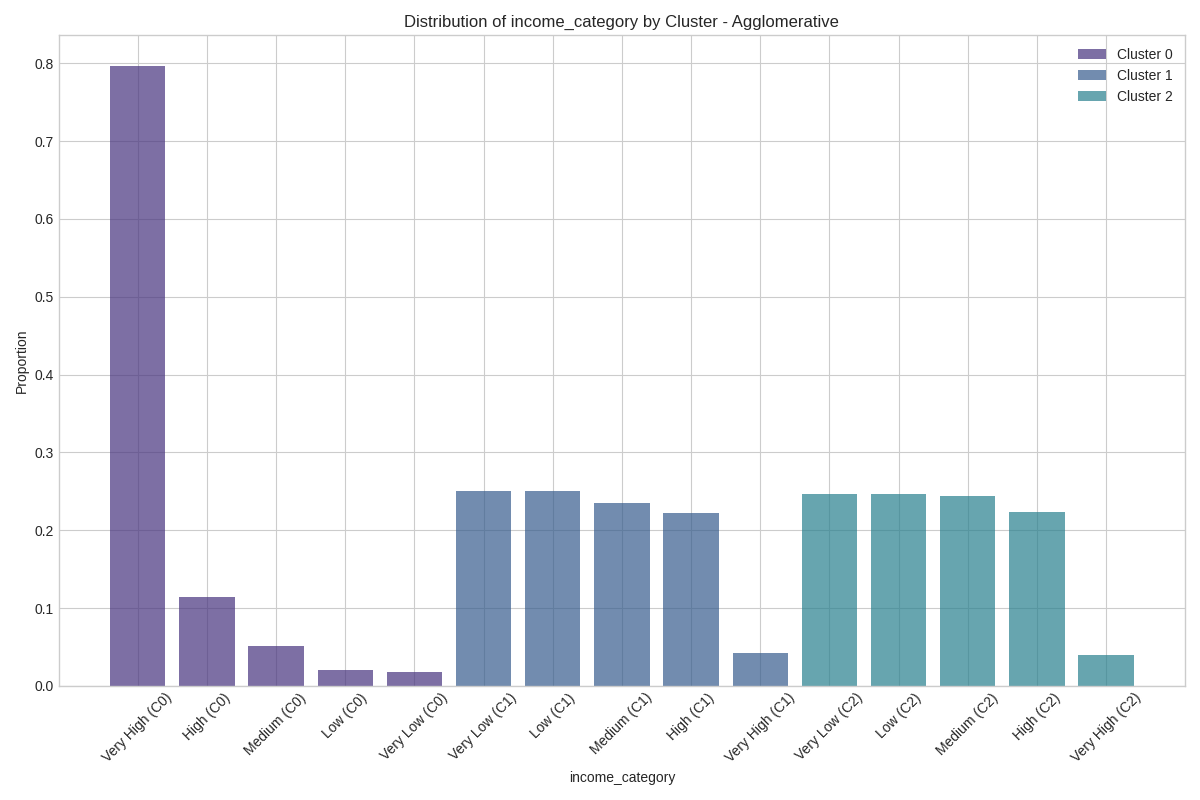 Distribution of income_category by Cluster - Agglomerative
Cluster 0
Cluster 1
Cluster 2
Proportion
0.8
0.7
0.6
0.5
0.4
0.3
0.2
0.1
0.0
Very High (C0)
High (C0)
Medium (C0)
Low (C0)
Very Low (C0)
Very Low (C1)
Low (C1)
Medium (C1)
High (C1)
Very High (C1)
Very Low (C2)
Low (C2)
Medium (C2)
High (C2)
Very High (C2)
income_category